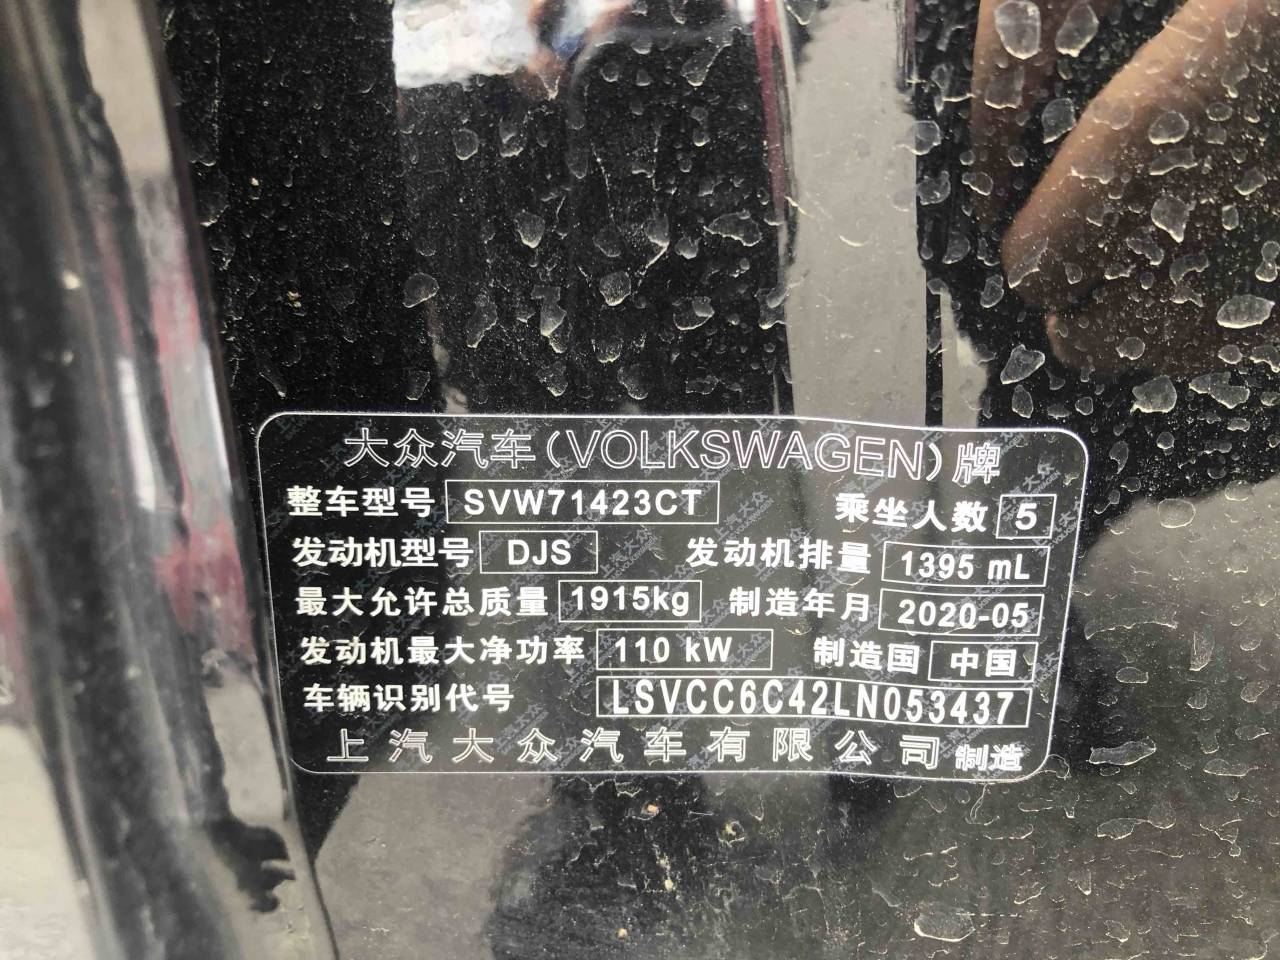 大众汽车(VOLKSWAGEN)牌
整车型号 SVW71423CT 乘坐人数 5
发动机型号 DJS 发动机排量 1395 mL
最大允许总质量 1915kg 制造年月 2020-05
发动机最大净功率 110 kW 制造国 中国
车辆识别代号 LSVCC6C42LN053437
上汽大众汽车有限公司 制造